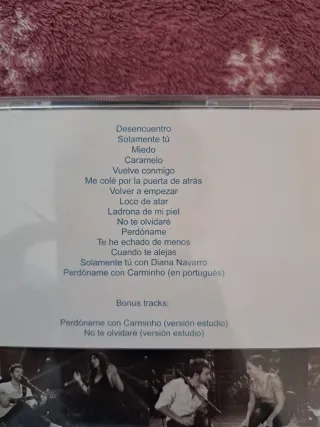 Desencuentro
Solamente tú
Miedo
Caramelo
Vuelve conmigo
Me colé por la puerta de atrás
Volver a empezar
Loco de atar
Ladrona de mi piel
No te olvidaré
Perdóname
Te he echado de menos
Cuando te alejas
Solamente tú con Diana Navarro
Perdóname con Carminho (en portugués)
Bonus tracks:
Perdóname con Carminho (versión estudio)
No te olvidaré (versión estudio)